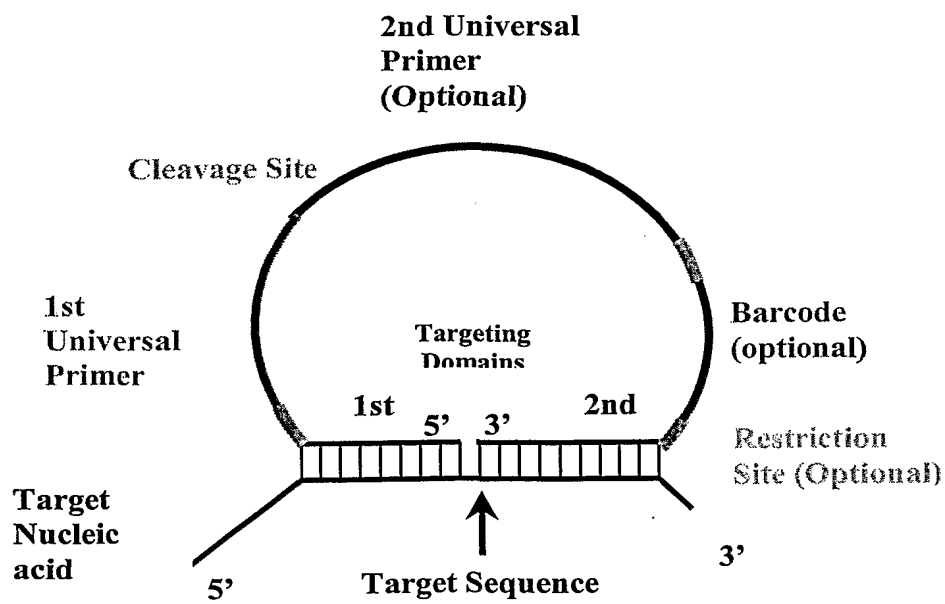 2nd Universal
Primer
(Optional)
Cleavage Site
1st
Universal
Primer
Targeting
Domains
Barcode
(optional)
1st
5’
3’
2nd
Restriction
Site (Optional)
Target
Nucleic
acid
5’
Target Sequence
3’